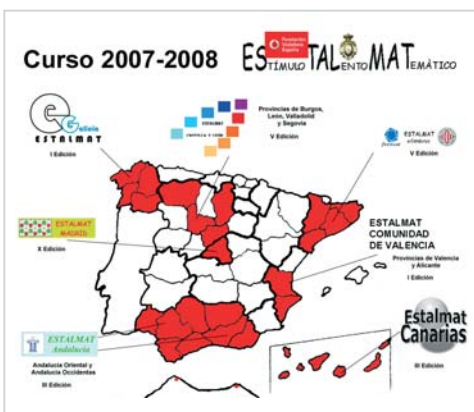 Fundación
Vodafone
España
Curso 2007-2008
ESTÍMULO TALENTO MATEMÁTICO
Galicia
ESTALMAT
I Edición
ESTALMAT
CASTILLA Y LEÓN
Provincias de Burgos,
León, Valladolid
y Segovia
V Edición
ESTALMAT
V Edición
ESTALMAT
MADRID
X Edición
ESTALMAT
COMUNIDAD
DE VALENCIA
Provincias de Valencia
y Alicante
I Edición
ESTALMAT
Andalucía
Andalucía Oriental y
Andalucía Occidentas
III Edición
Estalmat
Canarias
III Edición